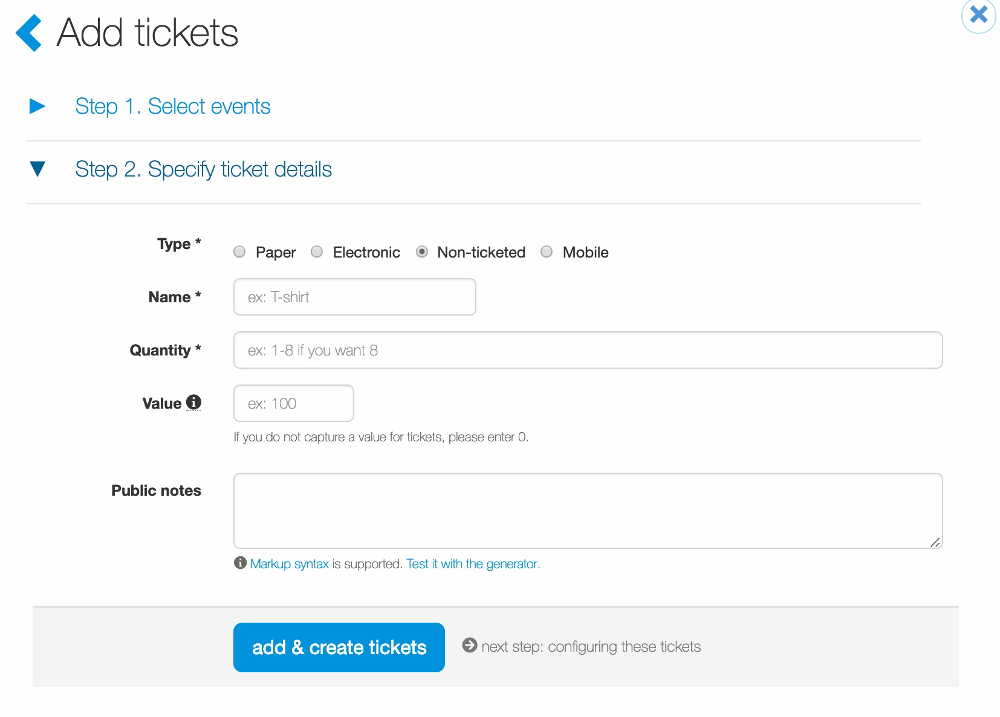 Add tickets
Step 1. Select events
Step 2. Specify ticket details
Type *
Paper Electronic Non-ticketed Mobile
Name *
ex: T-shirt
Quantity *
ex: 1-8 if you want 8
Value
ex: 100
If you do not capture a value for tickets, please enter 0.
Public notes
Markup syntax is supported. Test it with the generator.
add & create tickets
next step: configuring these tickets